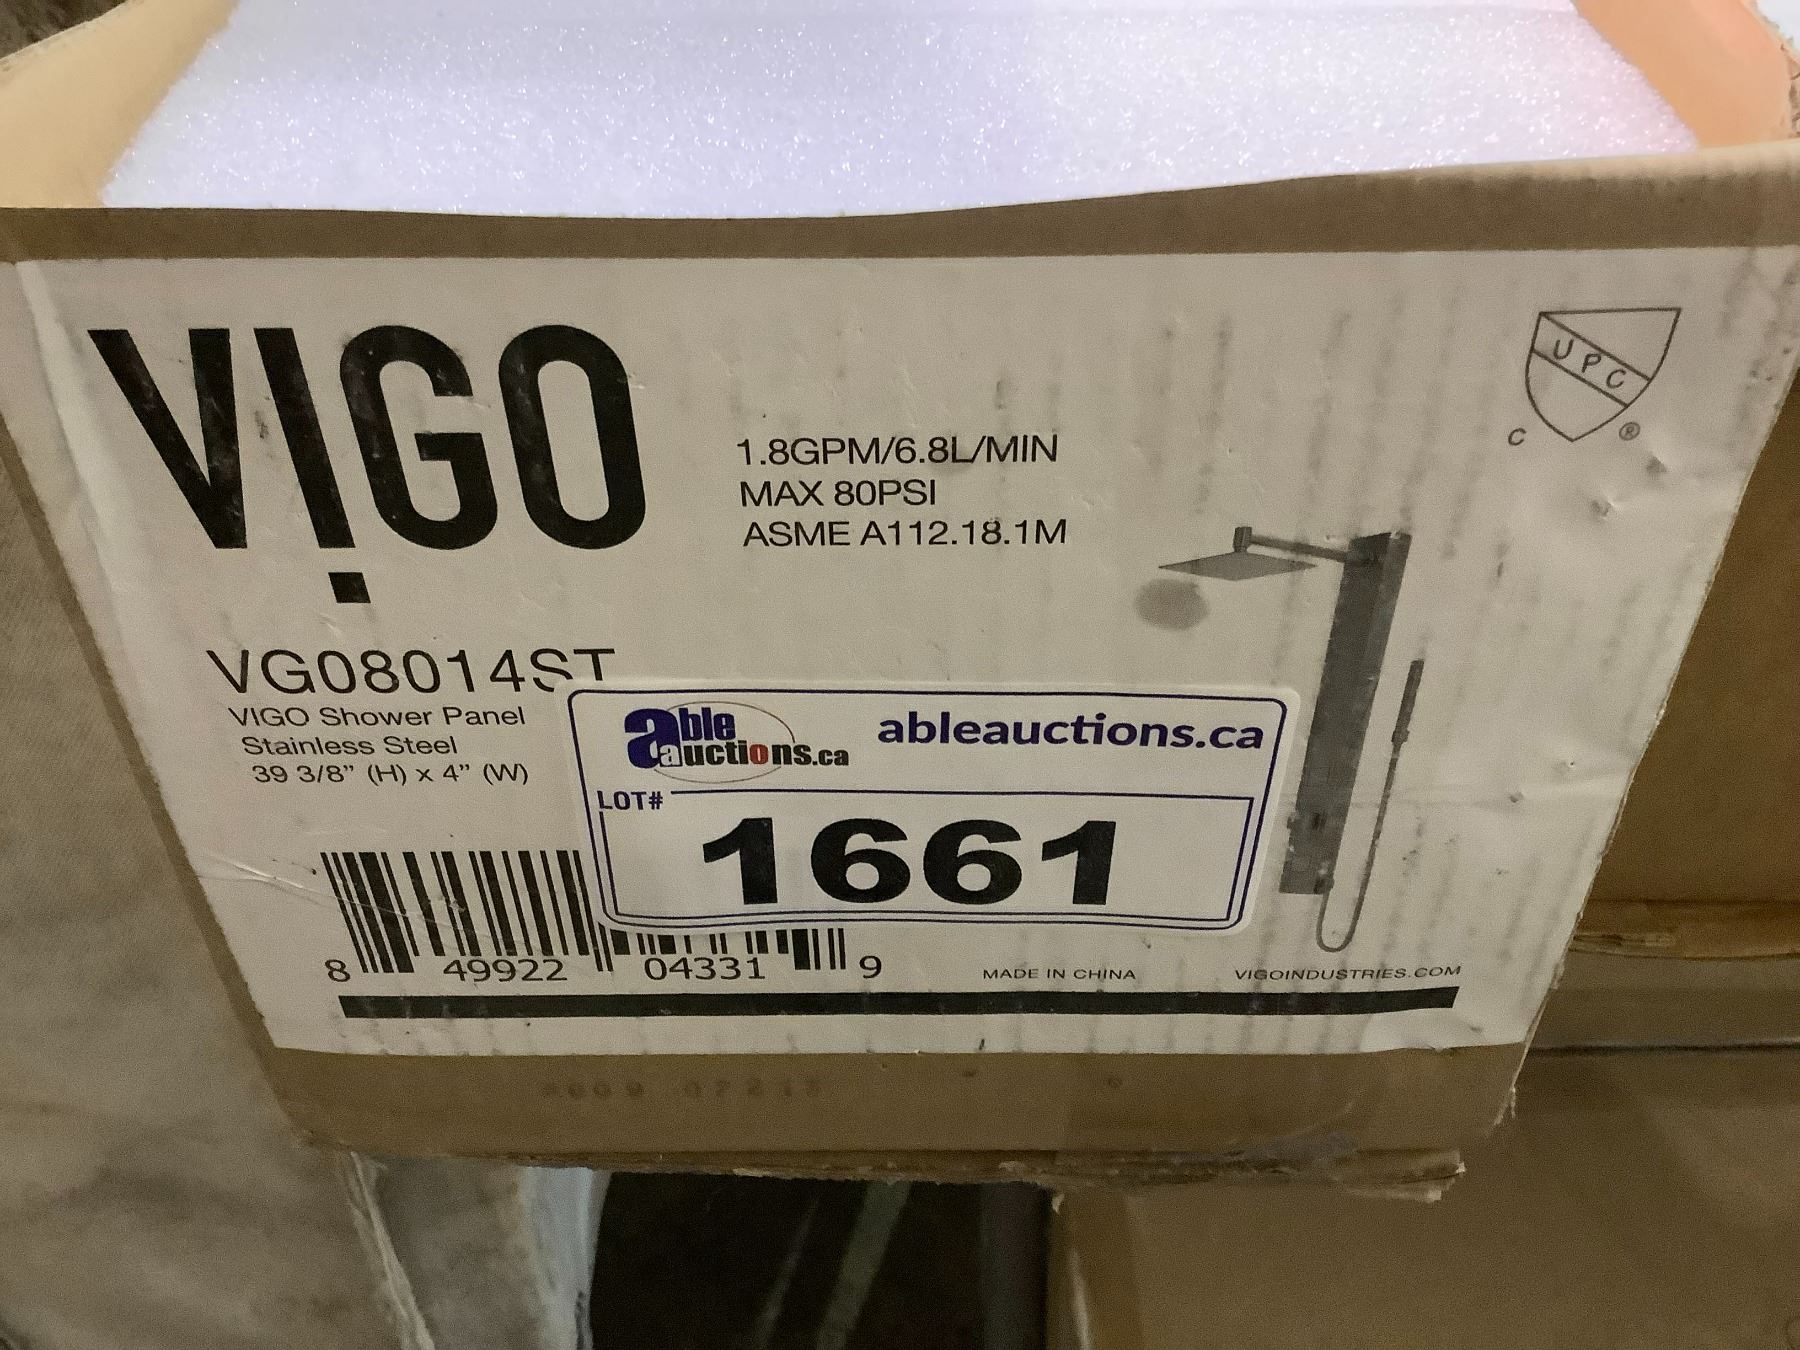 VIGO
1.8GPM/6.8L/MIN
MAX 80PSI
ASME A112.18.1M
UPC
C ®
VG08014ST
VIGO Shower Panel
Stainless Steel
39 3/8" (H) x 4" (W)
able auctions.ca
ableauctions.ca
LOT#
1661
8 49922 04331 9
MADE IN CHINA
VIGOINDUSTRIES.COM